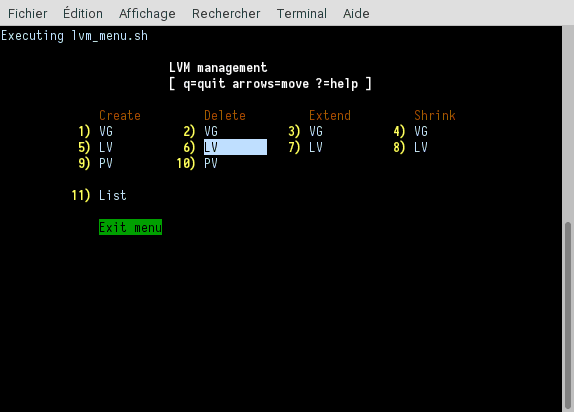 Fichier Édition Affichage Rechercher Terminal Aide
Executing lvm_menu.sh
LVM management
[ q=quit arrows=move ?=help ]
Create Delete Extend Shrink
1) VG 2) VG 3) VG 4) VG
5) LV 6) LV 7) LV 8) LV
9) PV 10) PV
11) List
Exit menu